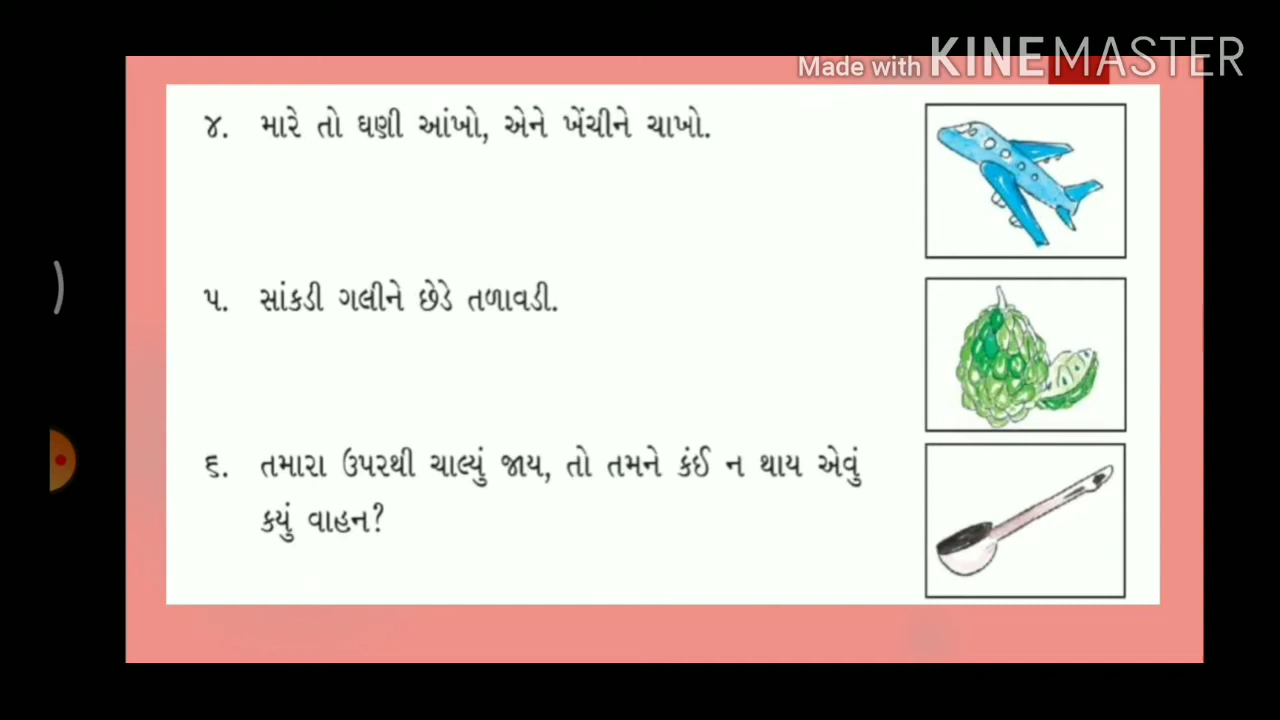 Made with KINEMASTER
૪. મારે તો ઘણી આંખો, એને ખેંચીને ચાખો.
૫. સાંકડી ગલીને છેડે તળાવડી.
૬. તમારા ઉપરથી ચાલ્યું જાય, તો તમને કંઈ ન થાય એવું
કયું વાહન?